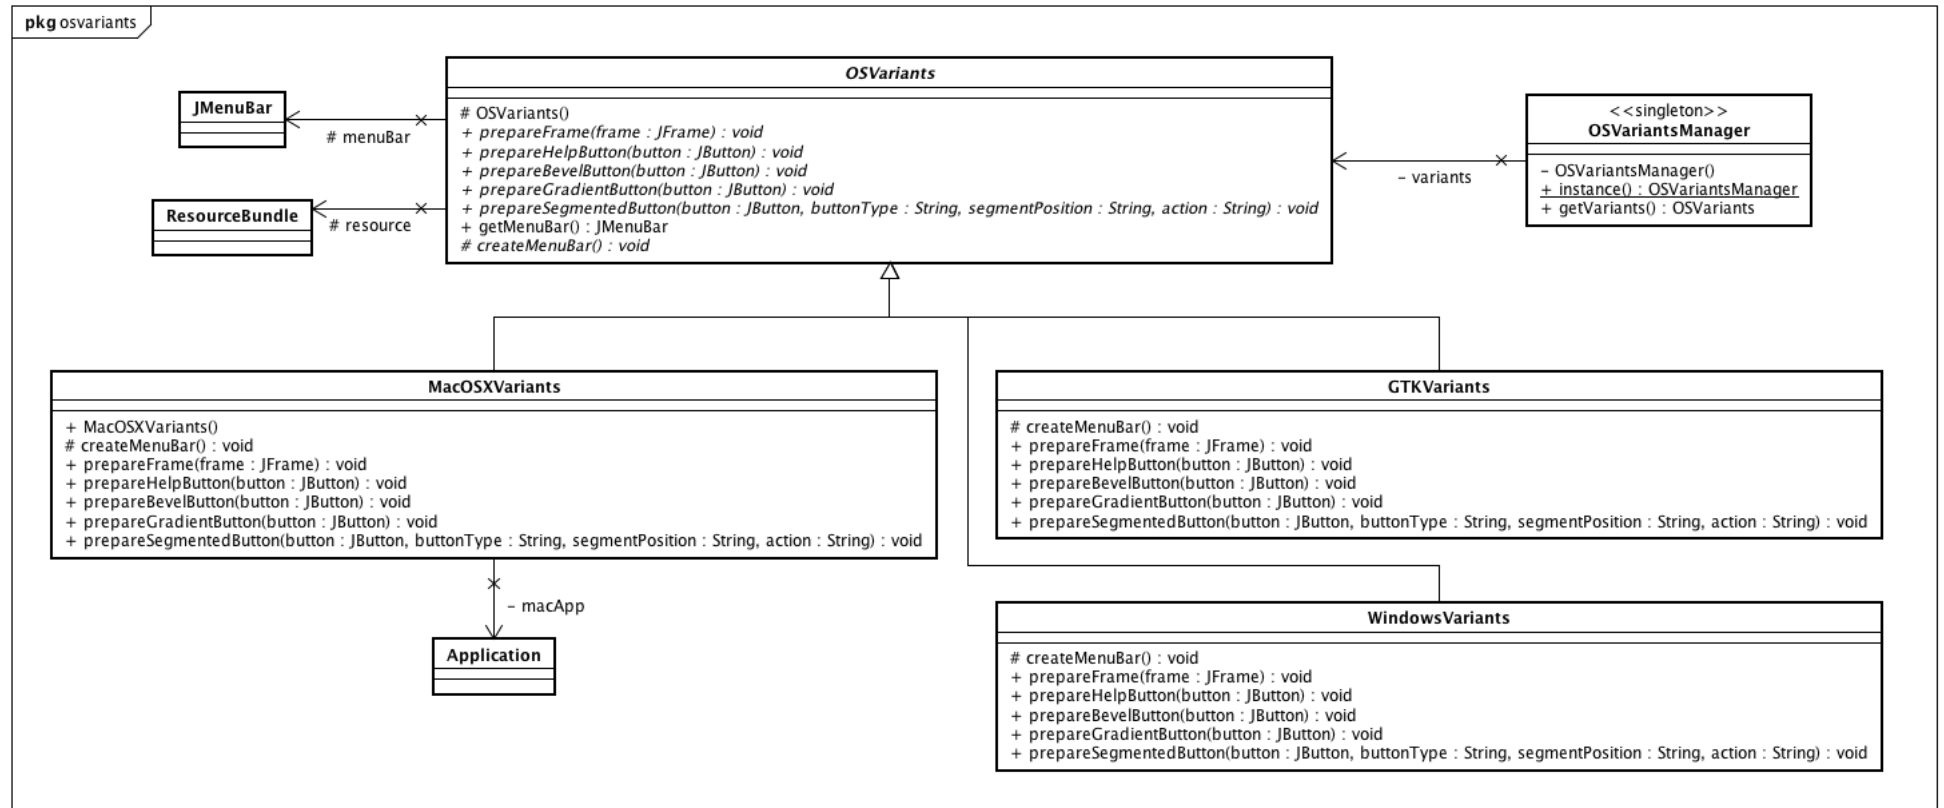 pkg osvariants
OSVariants
# OSVariants()
+ prepareFrame(frame : JFrame) : void
+ prepareHelpButton(button : JButton) : void
+ prepareBevelButton(button : JButton) : void
+ prepareGradientButton(button : JButton) : void
+ prepareSegmentedButton(button : JButton, buttonType : String, segmentPosition : String, action : String) : void
+ getMenuBar() : JMenuBar
# createMenuBar() : void
JMenuBar
# menuBar
ResourceBundle
# resource
<<singleton>>
OSVariantsManager
- OSVariantsManager()
+ instance() : OSVariantsManager
+ getVariants() : OSVariants
- variants
MacOSXVariants
+ MacOSXVariants()
# createMenuBar() : void
+ prepareFrame(frame : JFrame) : void
+ prepareHelpButton(button : JButton) : void
+ prepareBevelButton(button : JButton) : void
+ prepareGradientButton(button : JButton) : void
+ prepareSegmentedButton(button : JButton, buttonType : String, segmentPosition : String, action : String) : void
- macApp
Application
GTKVariants
# createMenuBar() : void
+ prepareFrame(frame : JFrame) : void
+ prepareHelpButton(button : JButton) : void
+ prepareBevelButton(button : JButton) : void
+ prepareGradientButton(button : JButton) : void
+ prepareSegmentedButton(button : JButton, buttonType : String, segmentPosition : String, action : String) : void
WindowsVariants
# createMenuBar() : void
+ prepareFrame(frame : JFrame) : void
+ prepareHelpButton(button : JButton) : void
+ prepareBevelButton(button : JButton) : void
+ prepareGradientButton(button : JButton) : void
+ prepareSegmentedButton(button : JButton, buttonType : String, segmentPosition : String, action : String) : void